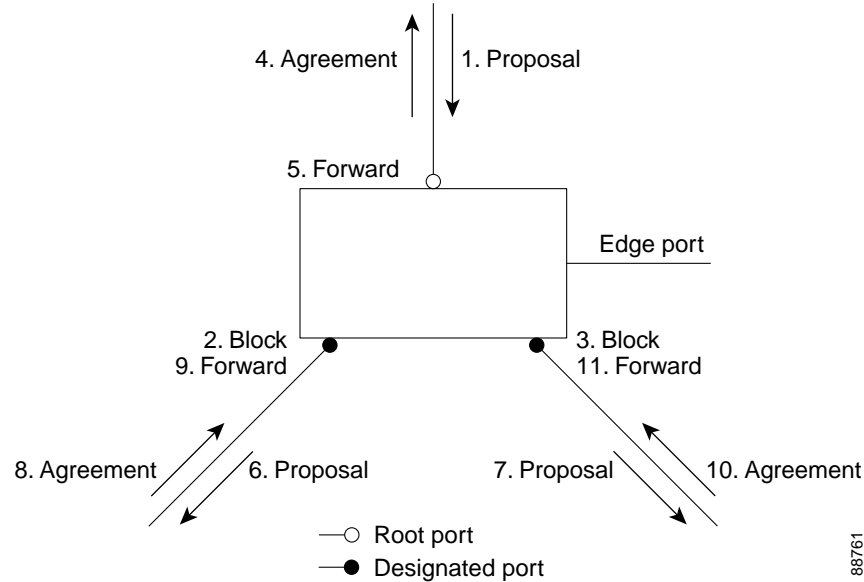 4. Agreement
1. Proposal
5. Forward
Edge port
2. Block
9. Forward
3. Block
11. Forward
8. Agreement
6. Proposal
7. Proposal
10. Agreement
Root port
Designated port
88761